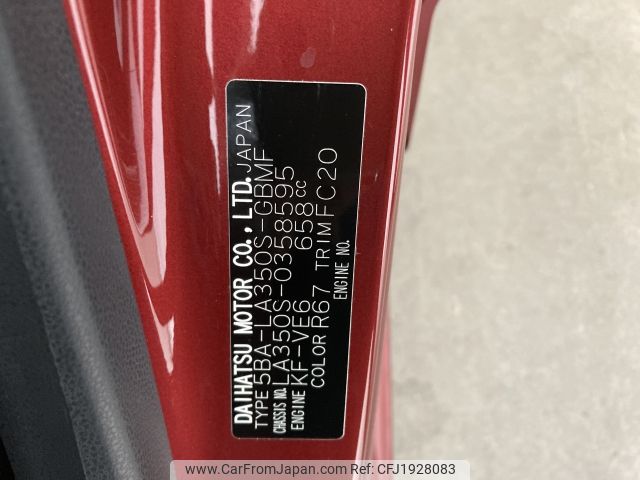 DAIHATSU MOTOR CO., LTD. JAPAN
TYPE 5BA-LA350S-GBMF
CHASSIS NO. LA350S-0358595
ENGINE KF-VE6 658cc
COLOR R67 TRIM FC20
ENGINE NO.
www.CarFromJapan.com - CFJ1928083